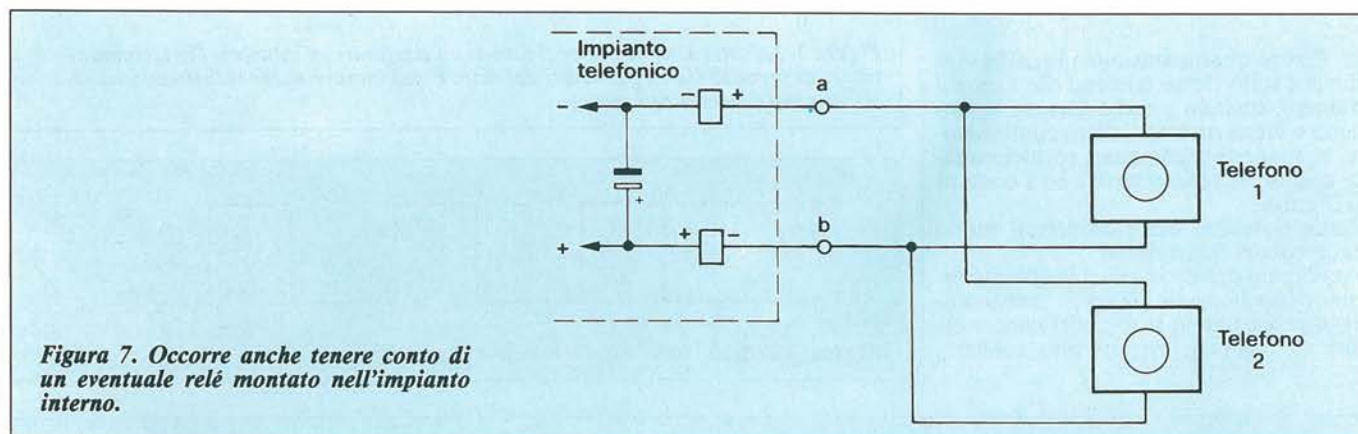 Impianto
telefonico
- - + a
+
+ + - b
Telefono
1
Telefono
2
Figura 7. Occorre anche tenere conto di
un eventuale relé montato nell'impianto
interno.